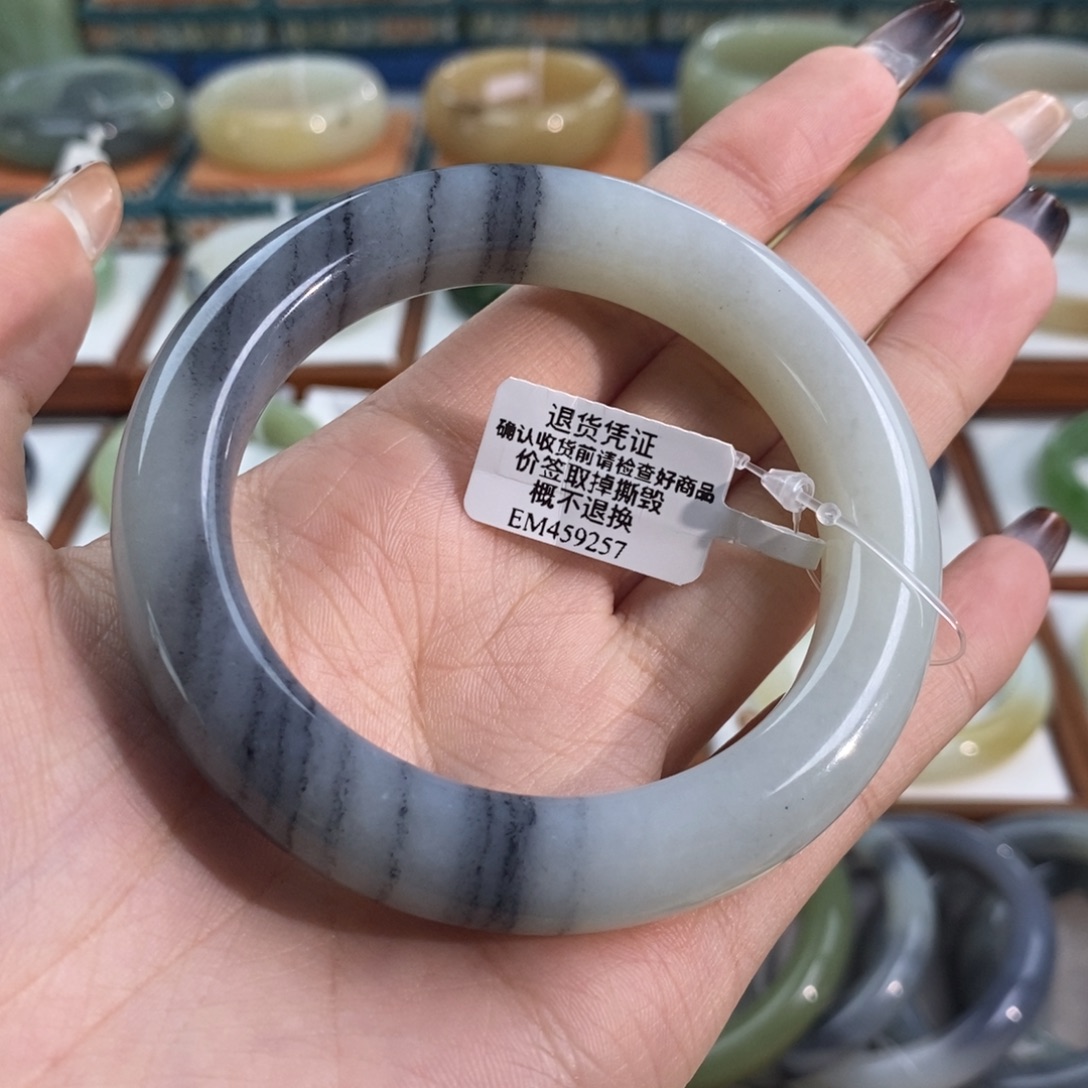 退货凭证
确认收货前请检查好商品
价签取掉撕毁
概不退换
EM459257